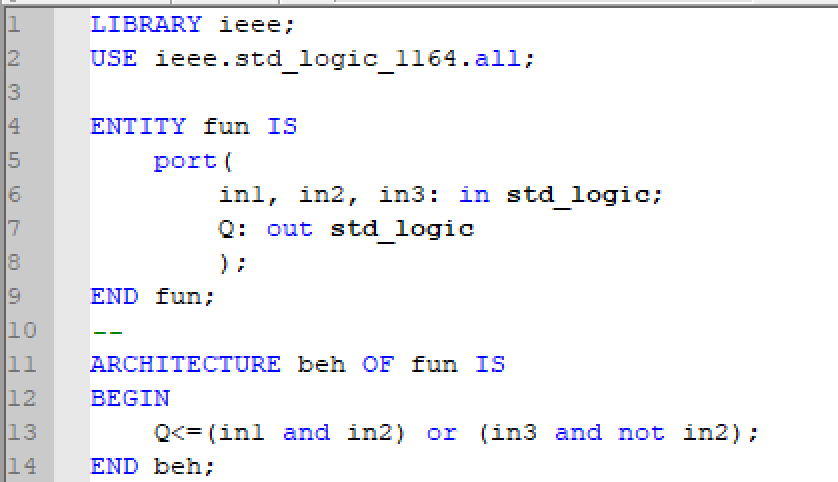 1 LIBRARY ieee;
2 USE ieee.std_logic_1164.all;
3
4 ENTITY fun IS
5 port(
6 in1, in2, in3: in std_logic;
7 Q: out std_logic
8 );
9 END fun;
10 --
11 ARCHITECTURE beh OF fun IS
12 BEGIN
13 Q<=(in1 and in2) or (in3 and not in2);
14 END beh;